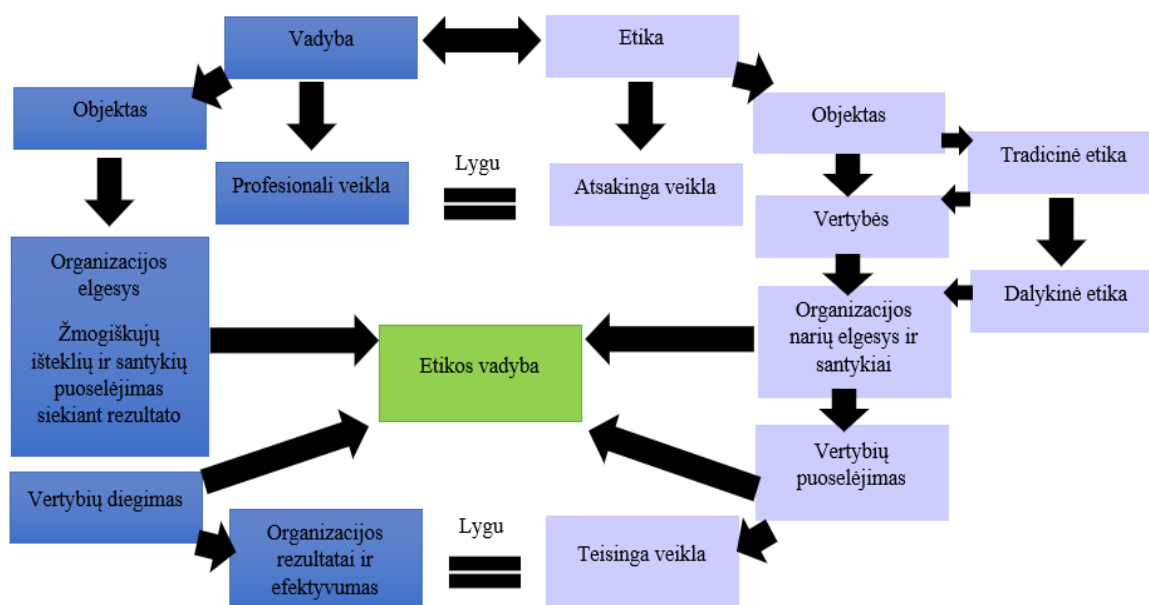 Vadyba
Etika
Objektas
Objektas
Profesionali veikla
Lygu
Atsakinga veikla
Tradicinė etika
Vertybės
Organizacijos
elgesys
Žmogiškųjų
išteklių ir santykių
puoselėjimas
siekiant rezultato
Etikos vadyba
Organizacijos
narių elgesys ir
santykiai
Dalykinė etika
Vertybių
puoselėjimas
Vertybių diegimas
Organizacijos
rezultatai ir
efektyvumas
Lygu
Teisinga veikla